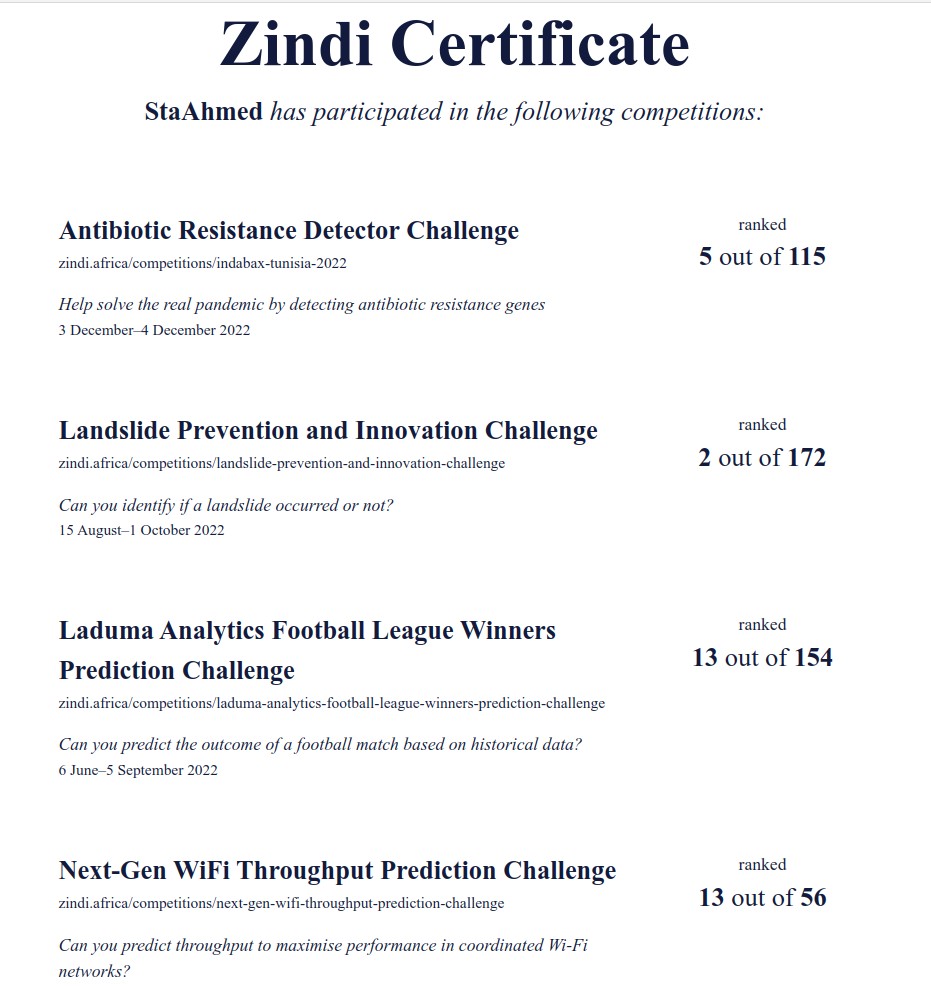 Zindi Certificate
StaAhmed has participated in the following competitions:
Antibiotic Resistance Detector Challenge
zindi.africa/competitions/indabax-tunisia-2022
Help solve the real pandemic by detecting antibiotic resistance genes
3 December–4 December 2022
ranked
5 out of 115
Landslide Prevention and Innovation Challenge
zindi.africa/competitions/landslide-prevention-and-innovation-challenge
Can you identify if a landslide occurred or not?
15 August–1 October 2022
ranked
2 out of 172
Laduma Analytics Football League Winners
Prediction Challenge
zindi.africa/competitions/laduma-analytics-football-league-winners-prediction-challenge
Can you predict the outcome of a football match based on historical data?
6 June–5 September 2022
ranked
13 out of 154
Next-Gen WiFi Throughput Prediction Challenge
zindi.africa/competitions/next-gen-wifi-throughput-prediction-challenge
Can you predict throughput to maximise performance in coordinated Wi-Fi
networks?
ranked
13 out of 56